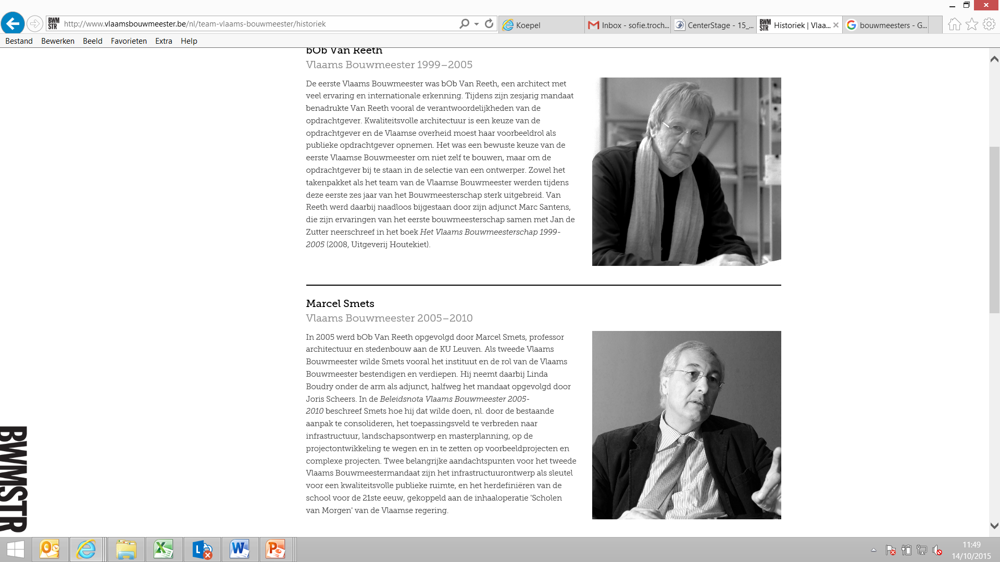 http://www.vlaamsbouwmeester.be/nl/team-vlaams-bouwmeester/historiek
BWM
STR
Koepel
Inbox - sofie.troch...
CenterStage - 15_...
Historiek | Vlaa...
bouwmeesters - G...
Bestand
Bewerken
Beeld
Favorieten
Extra
Help
bOb Van Reeth
Vlaams Bouwmeester 1999–2005
De eerste Vlaams Bouwmeester was bOb Van Reeth, een architect met
veel ervaring en internationale erkenning. Tijdens zijn zesjarig mandaat
benadrukte Van Reeth vooral de verantwoordelijkheden van de
opdrachtgever. Kwaliteitsvolle architectuur is een keuze van de
opdrachtgever en de Vlaamse overheid moest haar voorbeeldrol als
publieke opdrachtgever opnemen. Het was een bewuste keuze van de
eerste Vlaamse Bouwmeester om niet zelf te bouwen, maar om de
opdrachtgever bij te staan in de selectie van een ontwerper. Zowel het
takenpakket als het team van de Vlaamse Bouwmeester werden tijdens
deze eerste zes jaar van het Bouwmeesterschap sterk uitgebreid. Van
Reeth werd daarbij naadloos bijgestaan door zijn adjunct Marc Santens,
die zijn ervaringen van het eerste bouwmeesterschap samen met Jan de
Zutter neerschreef in het boek Het Vlaams Bouwmeesterschap 1999-
2005 (2008, Uitgeverij Houtekiet).
Marcel Smets
Vlaams Bouwmeester 2005–2010
In 2005 werd bOb Van Reeth opgevolgd door Marcel Smets, professor
architectuur en stedenbouw aan de KU Leuven. Als tweede Vlaams
Bouwmeester wilde Smets vooral het instituut en de rol van de Vlaams
Bouwmeester bestendigen en verdiepen. Hij neemt daarbij Linda
Boudry onder de arm als adjunct, halfweg het mandaat opgevolgd door
Joris Scheers. In de Beleidsnota Vlaams Bouwmeester 2005-
2010 beschreef Smets hoe hij dat wilde doen, nl. door de bestaande
aanpak te consolideren, het toepassingsveld te verbreden naar
infrastructuur, landschapsontwerp en masterplanning, op de
projectontwikkeling te wegen en in te zetten op voorbeeldprojecten en
complexe projecten. Twee belangrijke aandachtspunten voor het tweede
Vlaams Bouwmeestermandaat zijn het infrastructuurontwerp als sleutel
voor een kwaliteitsvolle publieke ruimte, en het herdefiniëren van de
school voor de 21ste eeuw, gekoppeld aan de inhaaloperatie 'Scholen
van Morgen' van de Vlaamse regering.
BWMSTR
11:49
14/10/2015